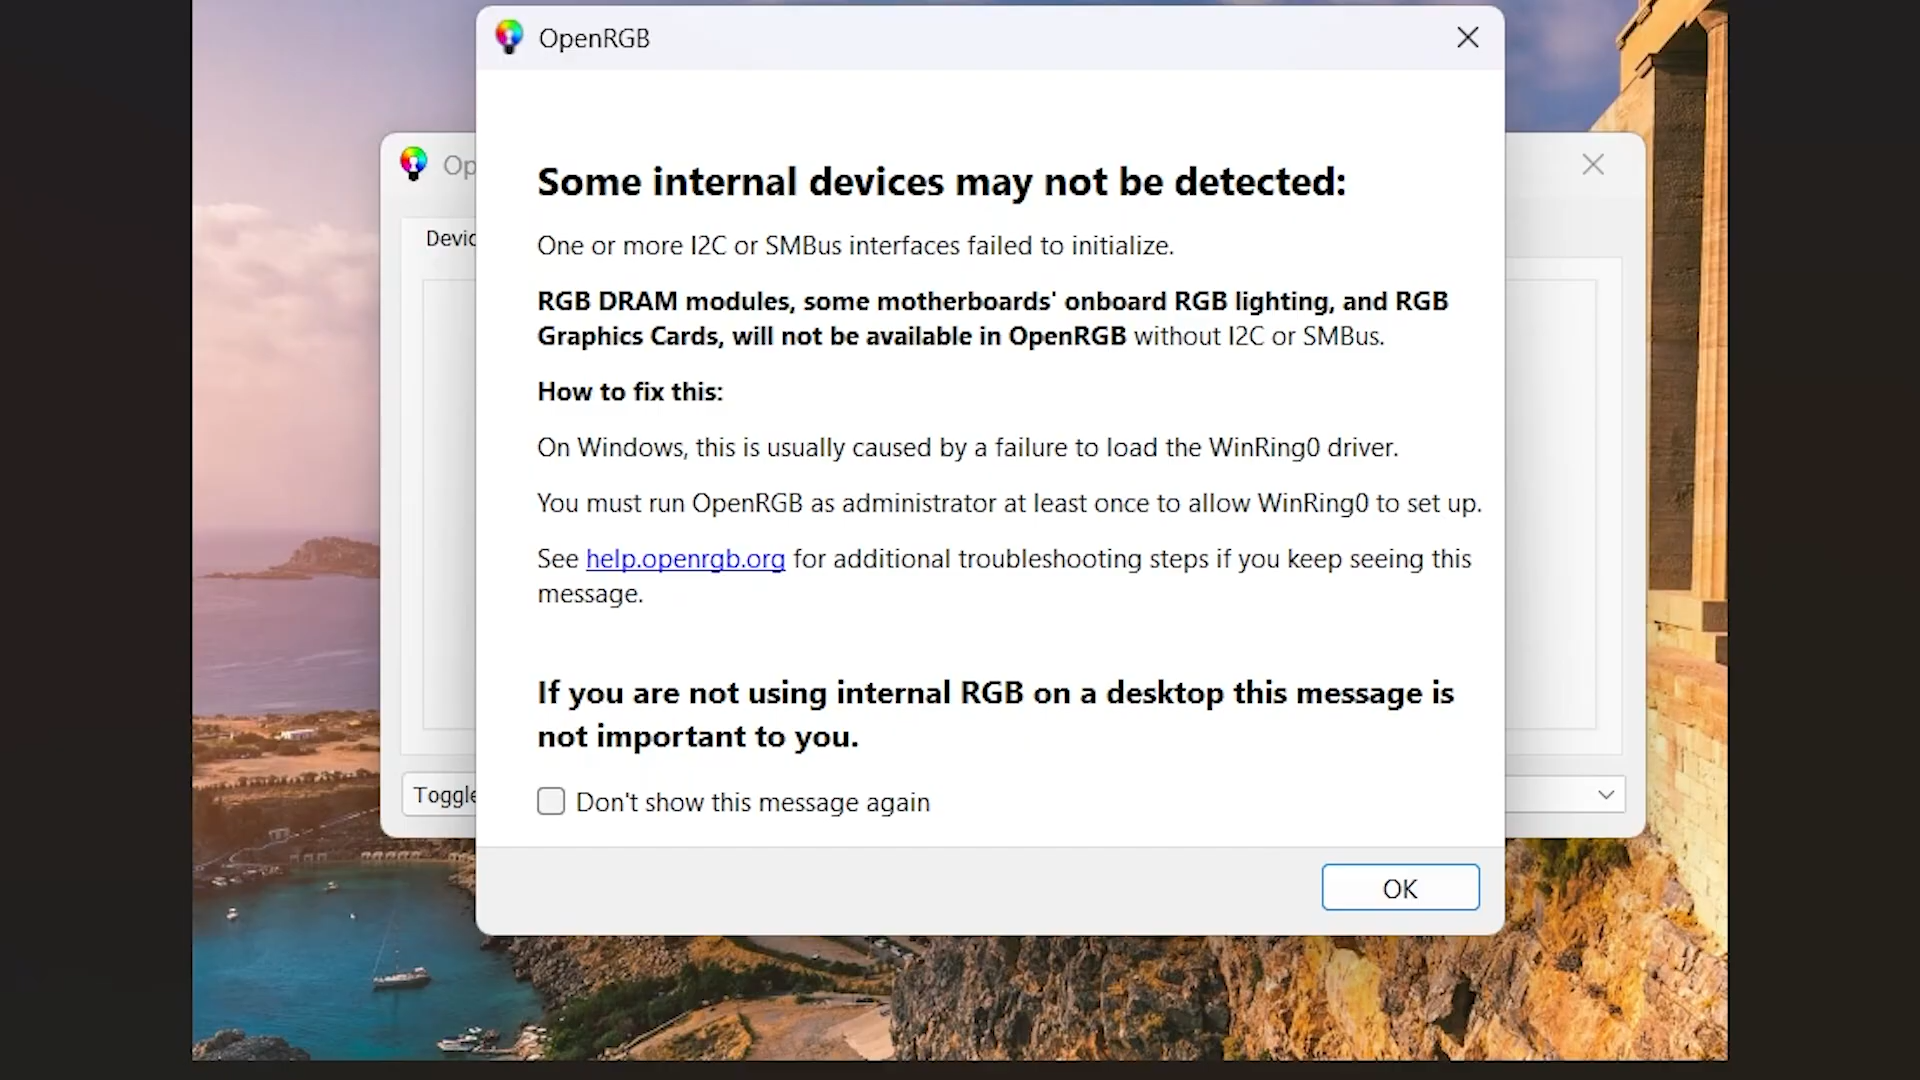 OpenRGB
Op
Devic
Some internal devices may not be detected:
One or more I2C or SMBus interfaces failed to initialize.
RGB DRAM modules, some motherboards' onboard RGB lighting, and RGB
Graphics Cards, will not be available in OpenRGB without I2C or SMBus.
How to fix this:
On Windows, this is usually caused by a failure to load the WinRing0 driver.
You must run OpenRGB as administrator at least once to allow WinRing0 to set up.
See help.openrgb.org for additional troubleshooting steps if you keep seeing this
message.
If you are not using internal RGB on a desktop this message is
not important to you.
Toggle
Don't show this message again
OK